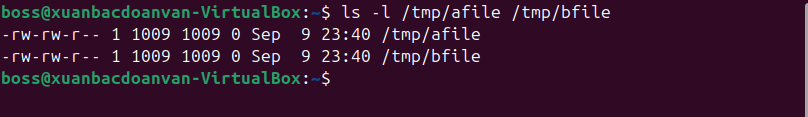 boss@xuanbacdoanvan-VirtualBox:~$ ls -l /tmp/afile /tmp/bfile
-rw-rw-r-- 1 1009 1009 0 Sep  9 23:40 /tmp/afile
-rw-rw-r-- 1 1009 1009 0 Sep  9 23:40 /tmp/bfile
boss@xuanbacdoanvan-VirtualBox:~$